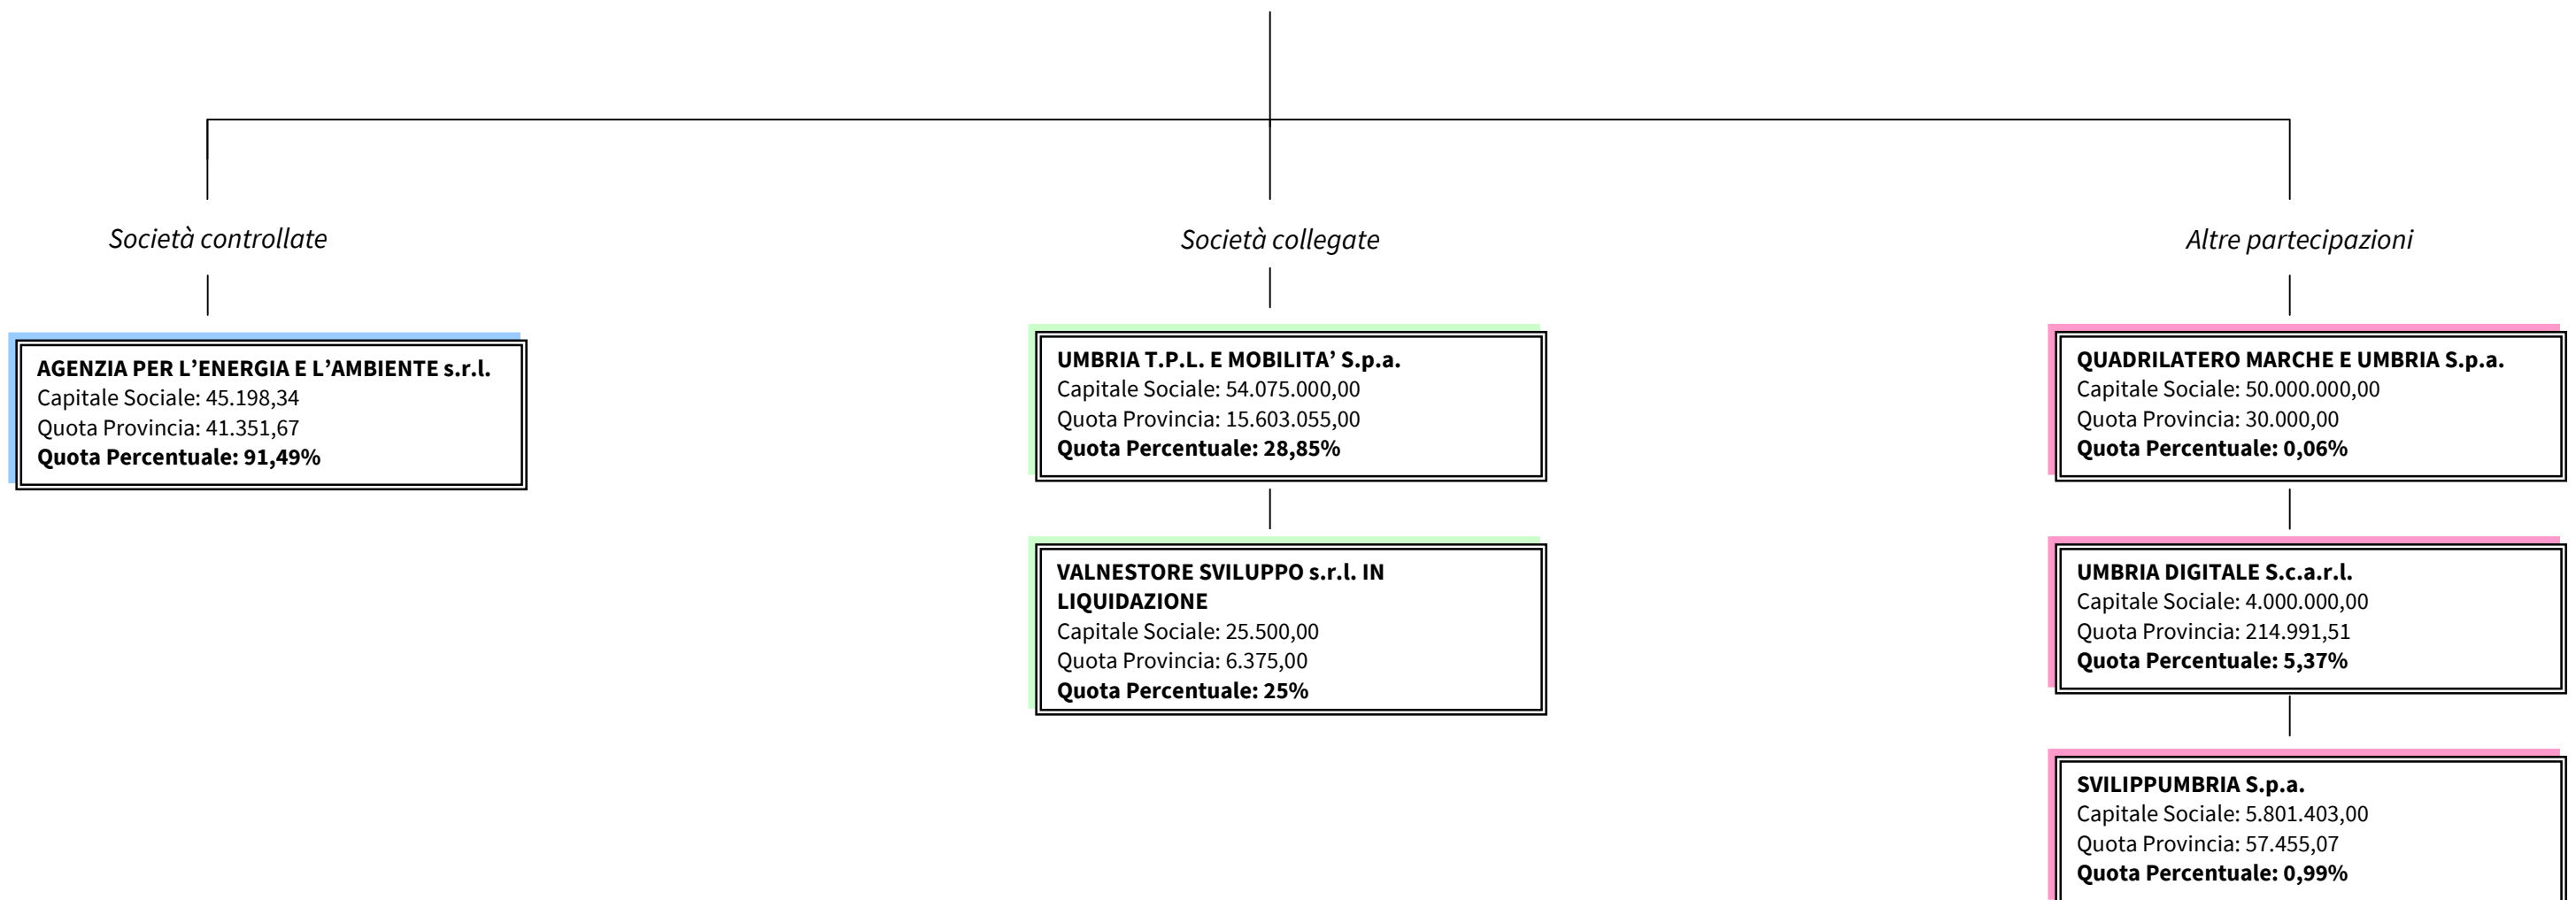 Società controllate
Società collegate
Altre partecipazioni
AGENZIA PER L’ENERGIA E L’AMBIENTE s.r.l.
Capitale Sociale: 45.198,34
Quota Provincia: 41.351,67
Quota Percentuale: 91,49%
UMBRIA T.P.L. E MOBILITA’ S.p.a.
Capitale Sociale: 54.075.000,00
Quota Provincia: 15.603.055,00
Quota Percentuale: 28,85%
VALNESTORE SVILUPPO s.r.l. IN
LIQUIDAZIONE
Capitale Sociale: 25.500,00
Quota Provincia: 6.375,00
Quota Percentuale: 25%
QUADRILATERO MARCHE E UMBRIA S.p.a.
Capitale Sociale: 50.000.000,00
Quota Provincia: 30.000,00
Quota Percentuale: 0,06%
UMBRIA DIGITALE S.c.a.r.l.
Capitale Sociale: 4.000.000,00
Quota Provincia: 214.991,51
Quota Percentuale: 5,37%
SVILIPPUMBRIA S.p.a.
Capitale Sociale: 5.801.403,00
Quota Provincia: 57.455,07
Quota Percentuale: 0,99%